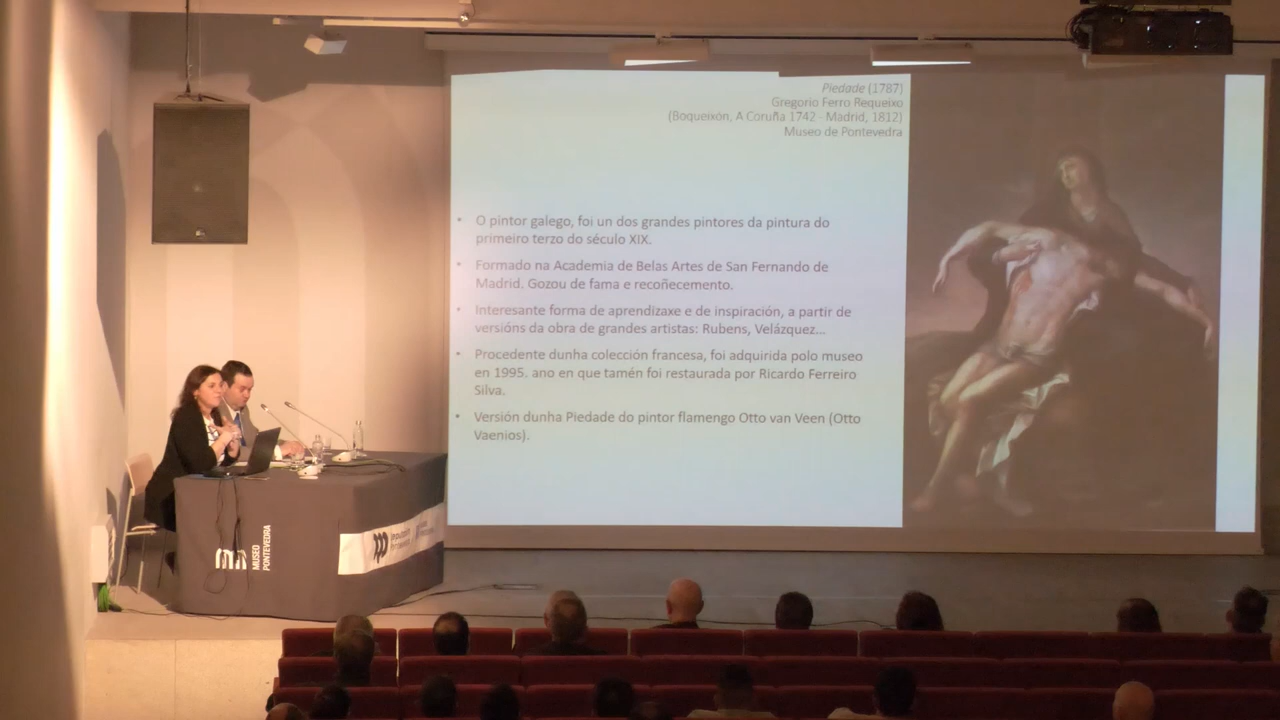 Piedade (1787)
Gregorio Ferro Requeixo
(Boqueixón, A Coruña 1742 - Madrid, 1812)
Museo de Pontevedra
• O pintor galego, foi un dos grandes pintores da pintura do
primeiro terzo do século XIX.
• Formado na Academia de Belas Artes de San Fernando de
Madrid. Gozou de fama e recoñecemento.
• Interesante forma de aprendizaxe e de inspiración, a partir de
versións da obra de grandes artistas: Rubens, Velázquez...
• Procedente dunha colección francesa, foi adquirida polo museo
en 1995. ano en que tamén foi restaurada por Ricardo Ferreiro
Silva.
• Versión dunha Piedade do pintor flamengo Otto van Veen (Otto
Vaenios).
MUSEO
PONTEVEDRA